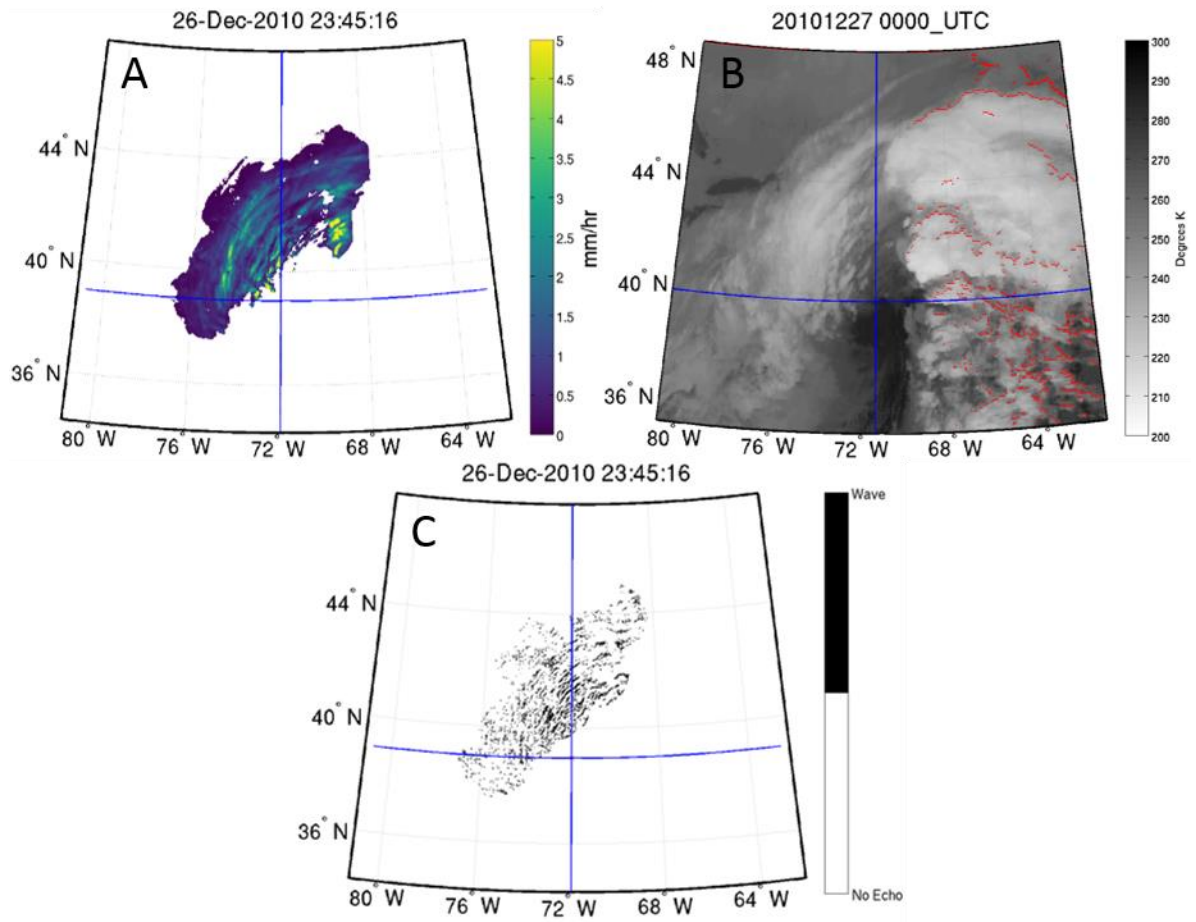 26-Dec-2010 23:45:16
A
44° N
40° N
36° N
80° W
76° W
72° W
68° W
64° W
5
4.5
4
3.5
3
2.5
2
1.5
1
0.5
0
mm/hr
20101227 0000_UTC
B
48° N
44° N
40° N
36° N
80° W
76° W
72° W
68° W
64° W
300
290
280
270
260
250
240
230
220
210
200
Degrees K
26-Dec-2010 23:45:16
C
44° N
40° N
36° N
80° W
76° W
72° W
68° W
64° W
Wave
No Echo